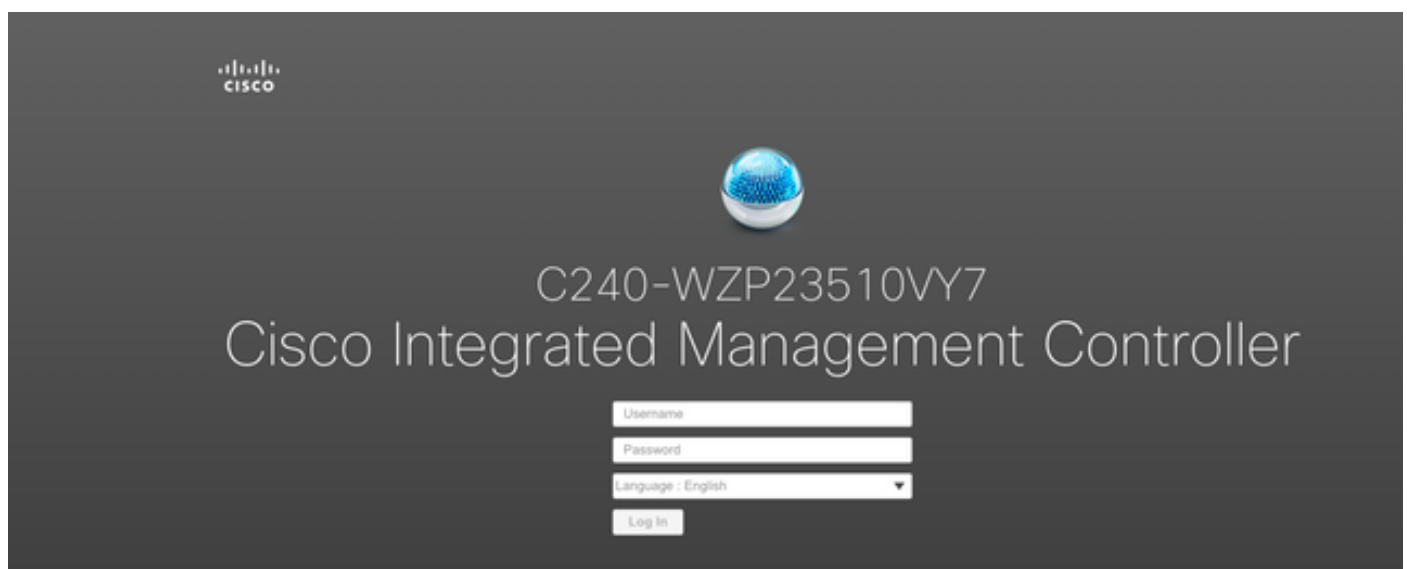 CISCO
C240-WZP23510VY7
Cisco Integrated Management Controller
Username
Password
Language : English
Log In